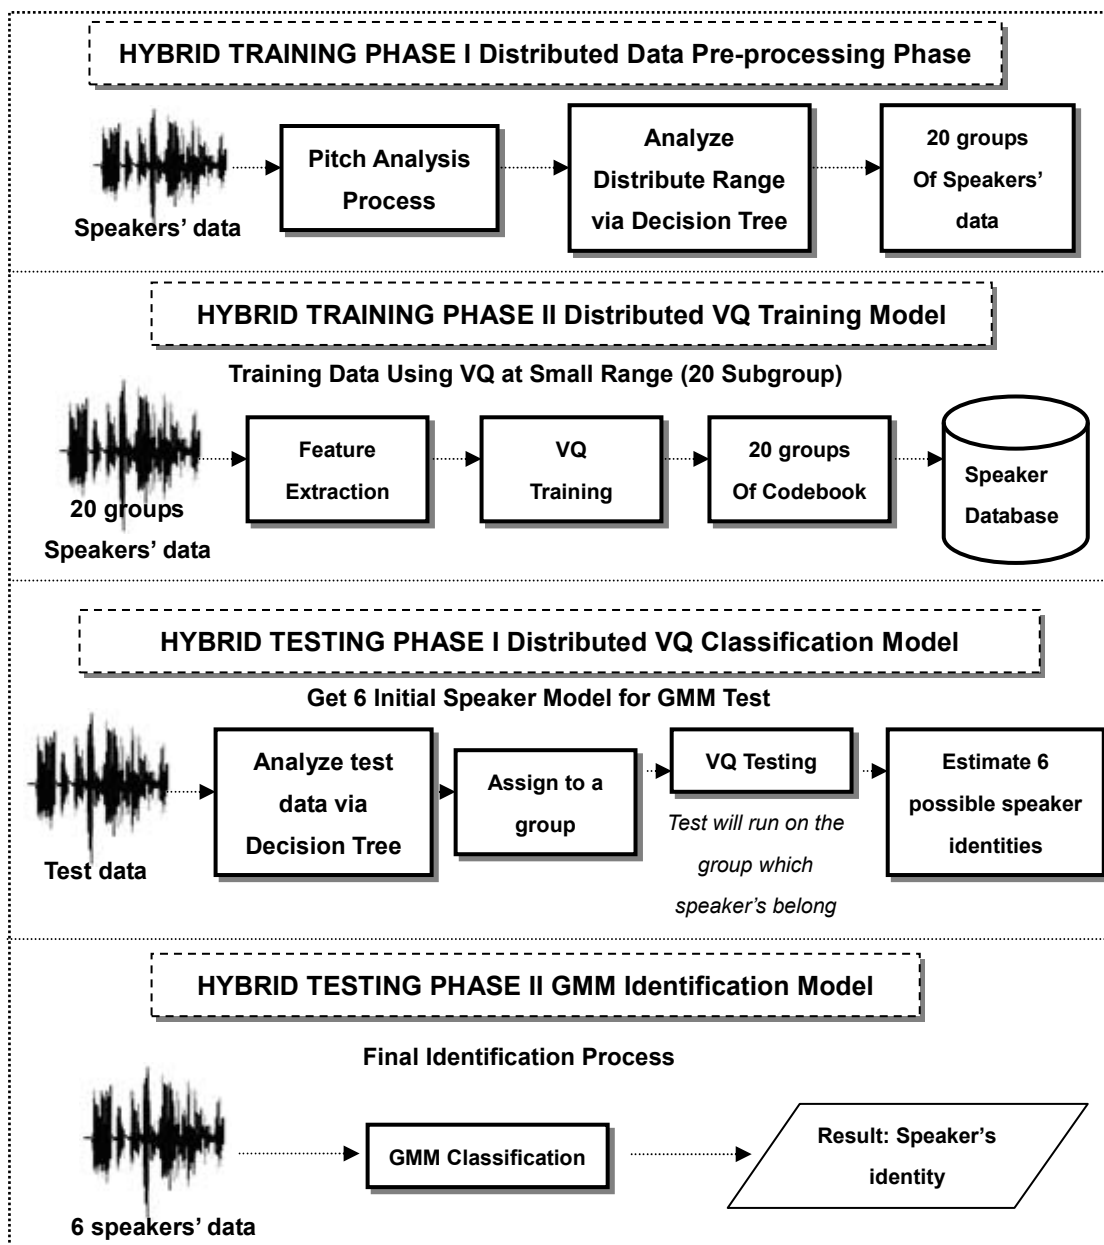 HYBRID TRAINING PHASE I Distributed Data Pre-processing Phase
Speakers' data
Pitch Analysis
Process
Analyze
Distribute Range
via Decision Tree
20 groups
Of Speakers'
data
HYBRID TRAINING PHASE II Distributed VQ Training Model
Training Data Using VQ at Small Range (20 Subgroup)
20 groups
Speakers' data
Feature
Extraction
VQ
Training
20 groups
Of Codebook
Speaker
Database
HYBRID TESTING PHASE I Distributed VQ Classification Model
Get 6 Initial Speaker Model for GMM Test
Test data
Analyze test
data via
Decision Tree
Assign to a
group
VQ Testing
Test will run on the
group which
speaker's belong
Estimate 6
possible speaker
identities
HYBRID TESTING PHASE II GMM Identification Model
Final Identification Process
6 speakers' data
GMM Classification
Result: Speaker's
identity